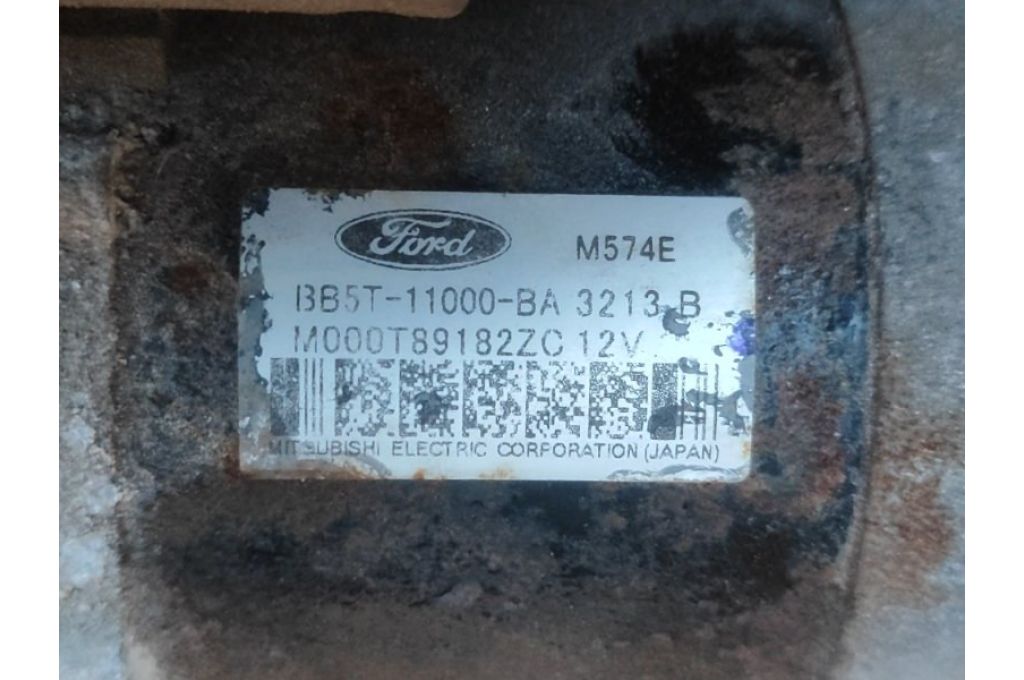 Ford M574E
BB5T-11000-BA 3213 B
M000T89182ZC 12V
MITSUBISHI ELECTRIC CORPORATION (JAPAN)